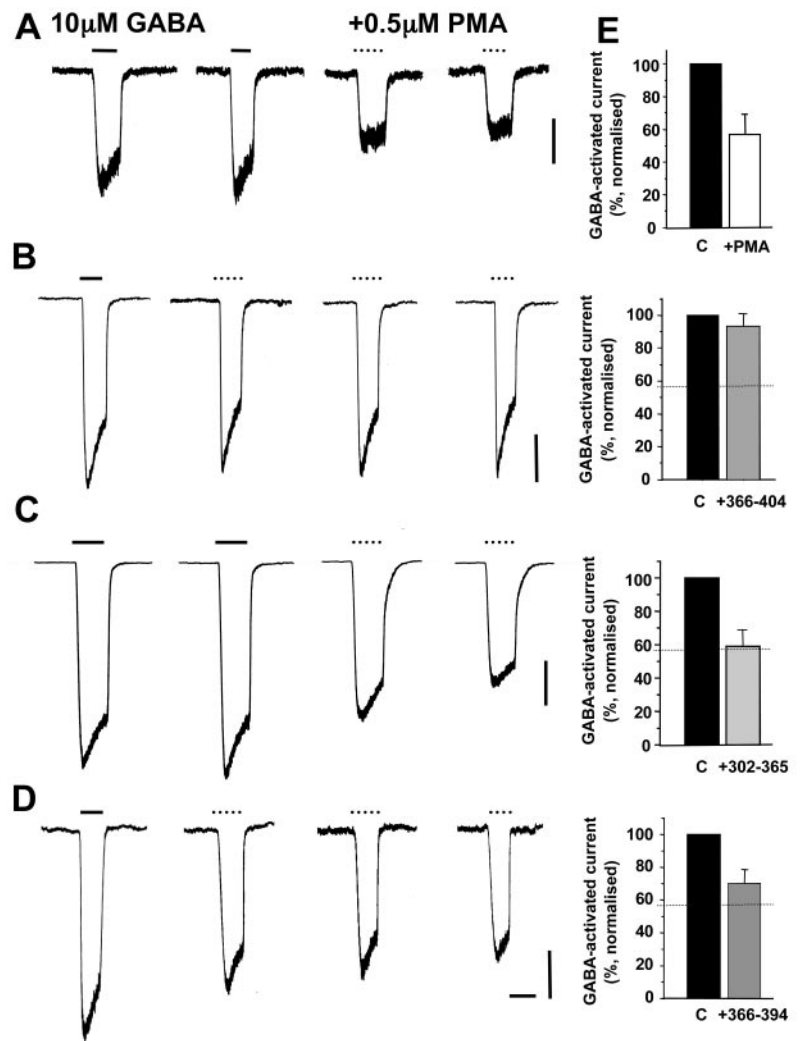 A
10µM GABA
+0.5µM PMA
E
GABA-activated current
(%, normalised)
100
80
60
40
20
0
C
+PMA
B
GABA-activated current
(%, normalised)
100
80
60
40
20
0
C
+366-404
C
GABA-activated current
(%, normalised)
100
80
60
40
20
0
C
+302-365
D
GABA-activated current
(%, normalised)
100
80
60
40
20
0
C
+366-394